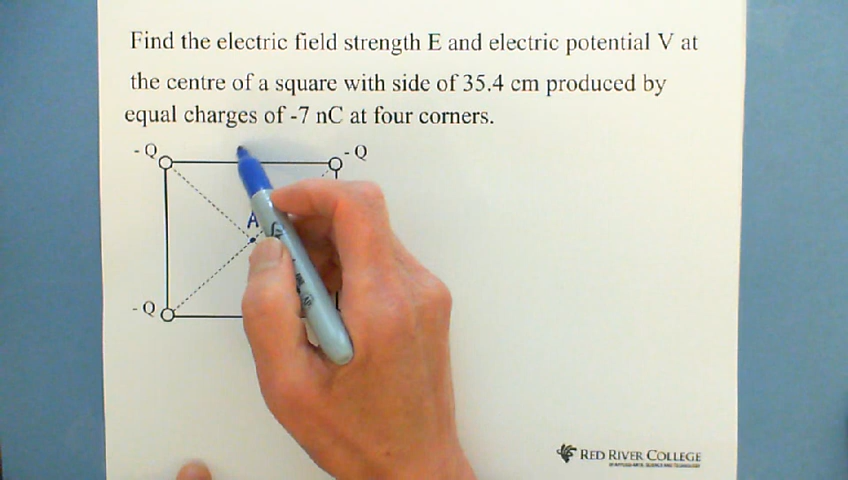 Find the electric field strength E and electric potential V at
the centre of a square with side of 35.4 cm produced by
equal charges of -7 nC at four corners.
- Q
- Q
A
- Q
RED RIVER COLLEGE